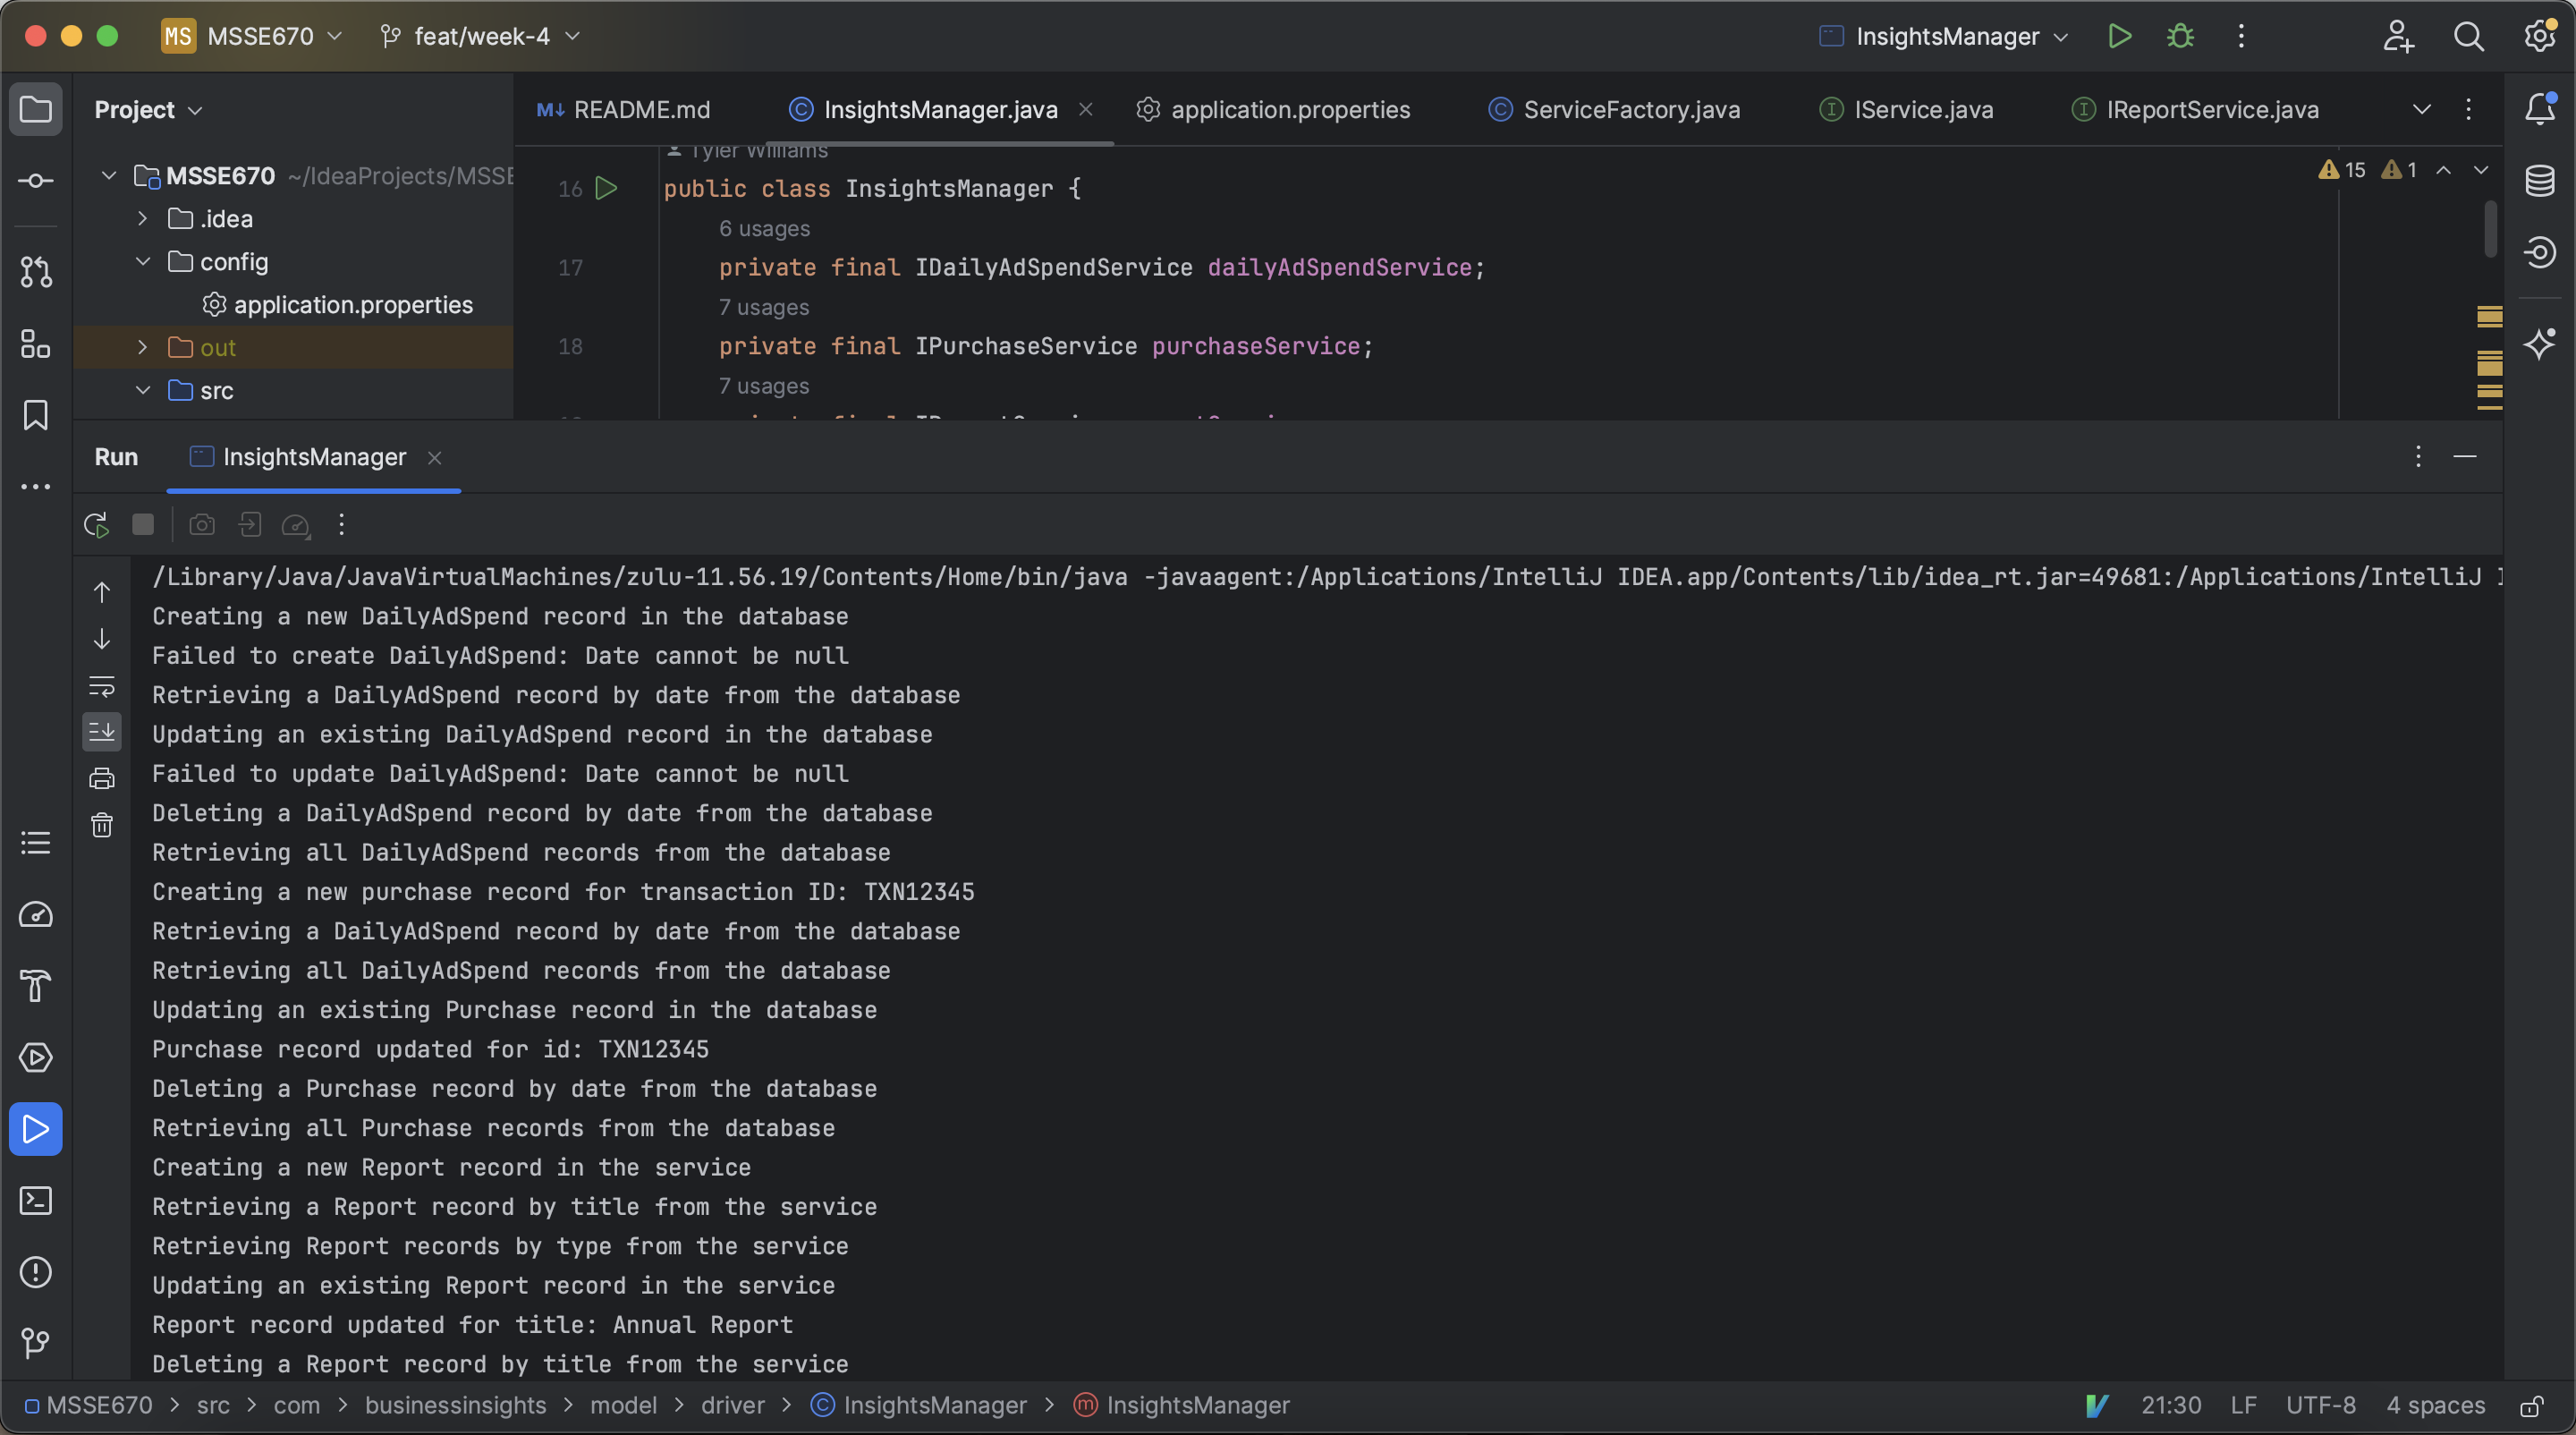 MS MSSE670 feat/week-4 InsightsManager
Project
README.md InsightsManager.java application.properties ServiceFactory.java IService.java IReportService.java
MSSE670 ~/IdeaProjects/MSSE
.idea
config
application.properties
out
src
Tyler Williams
15 1
16 public class InsightsManager {
6 usages
17 private final IDailyAdSpendService dailyAdSpendService;
7 usages
18 private final IPurchaseService purchaseService;
7 usages
Run InsightsManager
/Library/Java/JavaVirtualMachines/zulu-11.56.19/Contents/Home/bin/java -javaagent:/Applications/IntelliJ IDEA.app/Contents/lib/idea_rt.jar=49681:/Applications/IntelliJ
Creating a new DailyAdSpend record in the database
Failed to create DailyAdSpend: Date cannot be null
Retrieving a DailyAdSpend record by date from the database
Updating an existing DailyAdSpend record in the database
Failed to update DailyAdSpend: Date cannot be null
Deleting a DailyAdSpend record by date from the database
Retrieving all DailyAdSpend records from the database
Creating a new purchase record for transaction ID: TXN12345
Retrieving a DailyAdSpend record by date from the database
Retrieving all DailyAdSpend records from the database
Updating an existing Purchase record in the database
Purchase record updated for id: TXN12345
Deleting a Purchase record by date from the database
Retrieving all Purchase records from the database
Creating a new Report record in the service
Retrieving a Report record by title from the service
Retrieving Report records by type from the service
Updating an existing Report record in the service
Report record updated for title: Annual Report
Deleting a Report record by title from the service
MSSE670 > src > com > businessinsights > model > driver > InsightsManager > InsightsManager 21:30 LF UTF-8 4 spaces